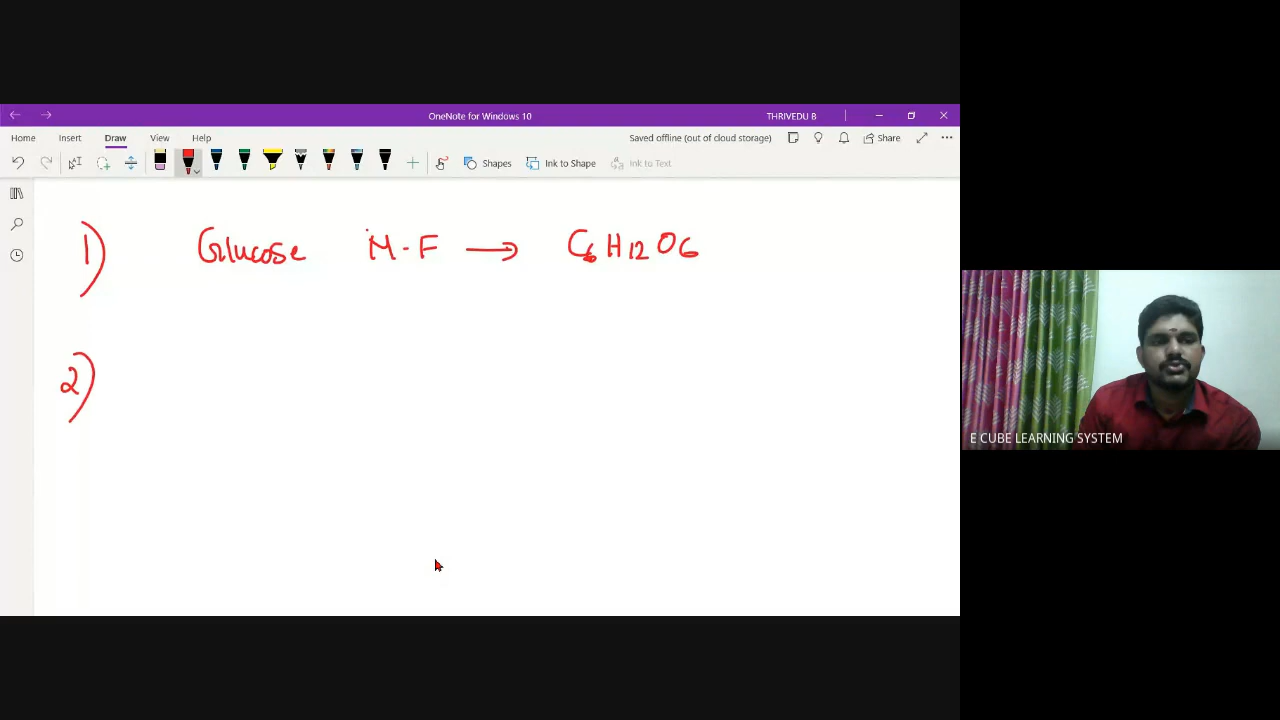 OneNote for Windows 10
THRIVEDU B
Home Insert Draw View Help
Saved offline (out of cloud storage)
Share
Shapes
Ink to Shape
Ink to Text
1) Glucose M-F → C6H12O6
2)
E CUBE LEARNING SYSTEM